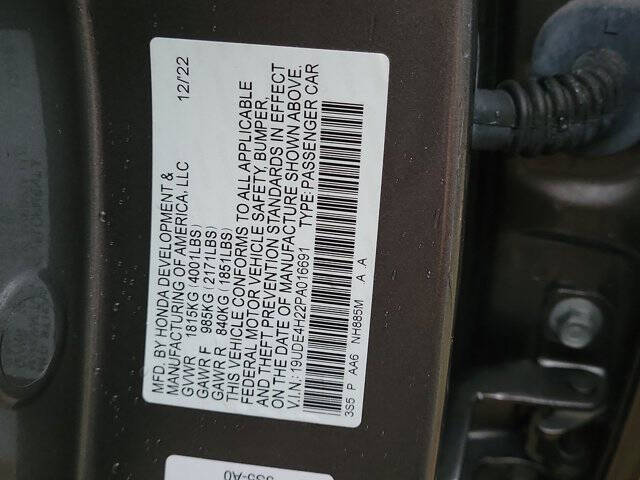 MFD. BY HONDA DEVELOPMENT &
MANUFACTURING OF AMERICA, LLC 12/22
GVWR 1815KG (4001LBS)
GAWR F 985KG (2171LBS)
GAWR R 840KG (1851LBS)
THIS VEHICLE CONFORMS TO ALL APPLICABLE
FEDERAL MOTOR VEHICLE SAFETY, BUMPER,
AND THEFT PREVENTION STANDARDS IN EFFECT
ON THE DATE OF MANUFACTURE SHOWN ABOVE.
V.I.N:19UDE4H22PA016691 TYPE:PASSENGER CAR
3S5 P AA6 NH885M A.A
L